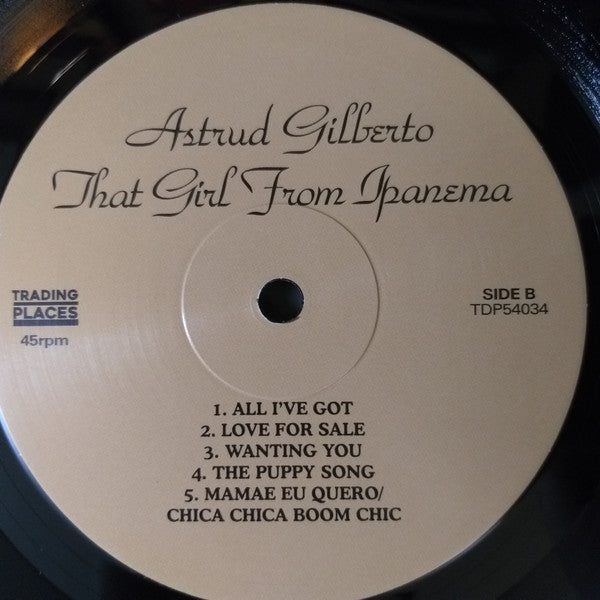 Astrud Gilberto
That Girl From Ipanema
TRADING
PLACES
45rpm
SIDE B
TDP54034
1. ALL I'VE GOT
2. LOVE FOR SALE
3. WANTING YOU
4. THE PUPPY SONG
5. MAMAE EU QUERO/
CHICA CHICA BOOM CHIC